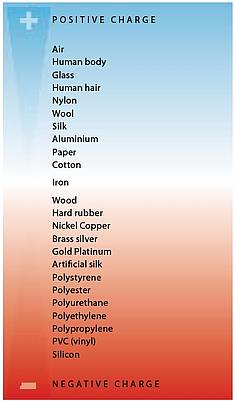 POSITIVE CHARGE
Air
Human body
Glass
Human hair
Nylon
Wool
Silk
Aluminium
Paper
Cotton
Iron
Wood
Hard rubber
Nickel Copper
Brass silver
Gold Platinum
Artificial silk
Polystyrene
Polyester
Polyurethane
Polyethylene
Polypropylene
PVC (vinyl)
Silicon
NEGATIVE CHARGE